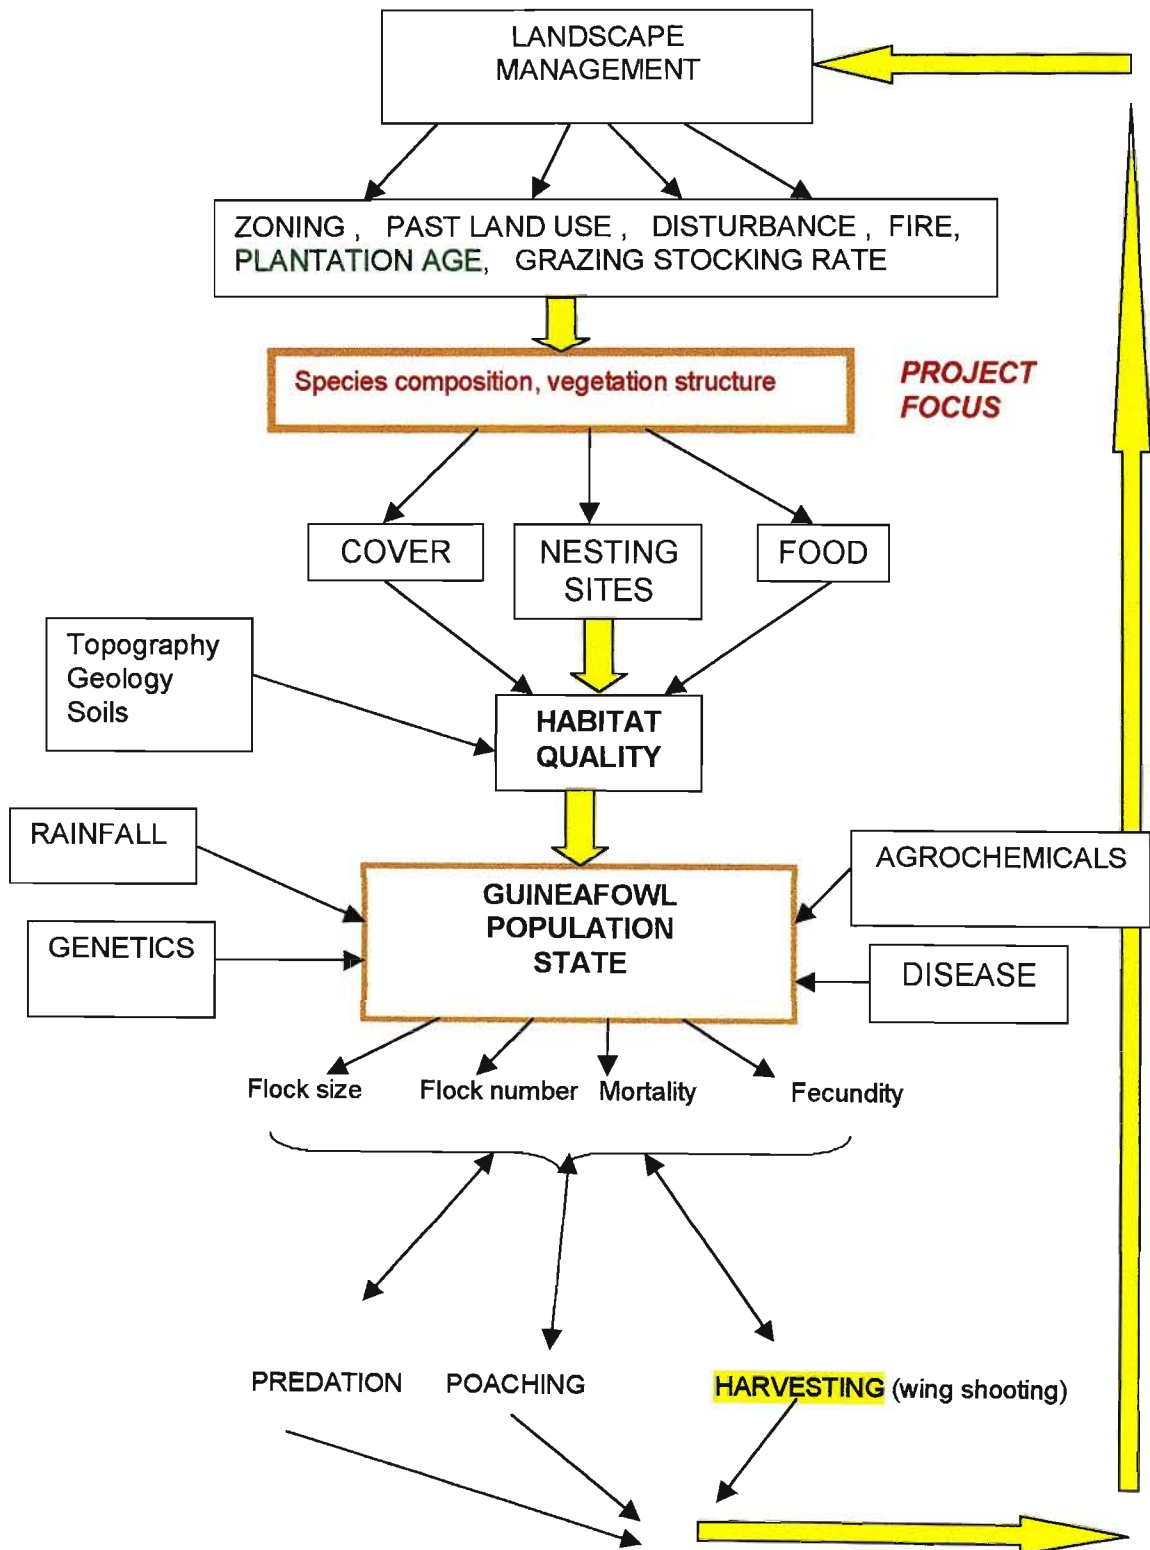 LANDSCAPE
MANAGEMENT
ZONING , PAST LAND USE , DISTURBANCE , FIRE,
PLANTATION AGE, GRAZING STOCKING RATE
Species composition, vegetation structure
PROJECT
FOCUS
COVER
NESTING
SITES
FOOD
Topography
Geology
Soils
HABITAT
QUALITY
RAINFALL
GENETICS
GUINEAFOWL
POPULATION
STATE
AGROCHEMICALS
DISEASE
Flock size
Flock number
Mortality
Fecundity
PREDATION
POACHING
HARVESTING (wing shooting)